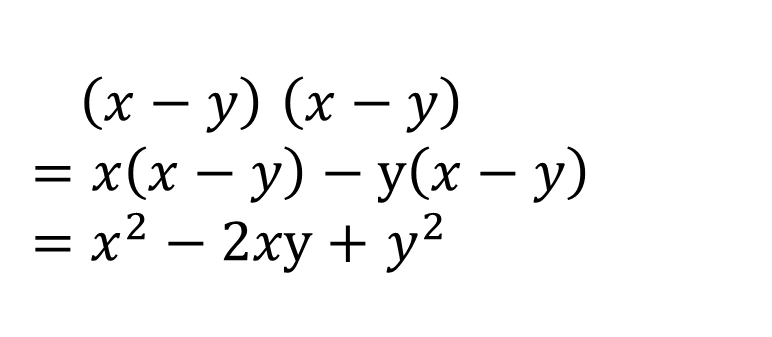 (x − y) (x − y)
= x(x − y) − y(x − y)
= x² − 2xy + y²